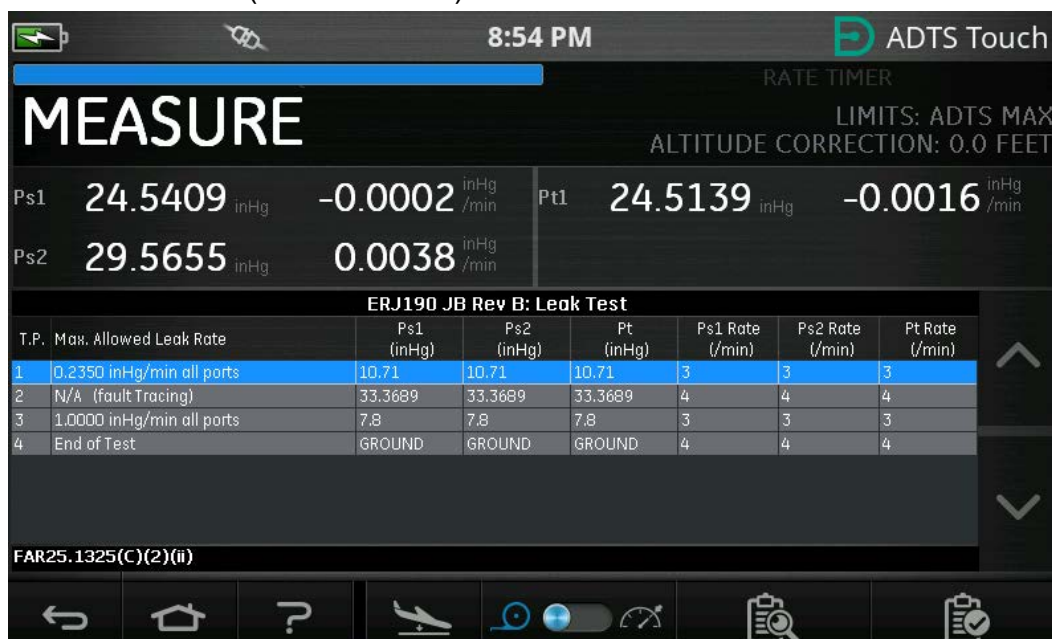 8:54 PM ADTS Touch
RATE TIMER
MEASURE
LIMITS: ADTS MAX
ALTITUDE CORRECTION: 0.0 FEET
Ps1 24.5409 inHg -0.0002 inHg/min Pt1 24.5139 inHg -0.0016 inHg/min
Ps2 29.5655 inHg 0.0038 inHg/min
ERJ190 JB Rev B: Leak Test
T.P. Max. Allowed Leak Rate Ps1 (inHg) Ps2 (inHg) Pt (inHg) Ps1 Rate (/min) Ps2 Rate (/min) Pt Rate (/min)
1 0.2350 inHg/min all ports 10.71 10.71 10.71 3 3 3
2 N/A (fault Tracing) 33.3689 33.3689 33.3689 4 4 4
3 1.0000 inHg/min all ports 7.8 7.8 7.8 3 3 3
4 End of Test GROUND GROUND GROUND 4 4 4
FAR25.1325(C)(2)(ii)
?